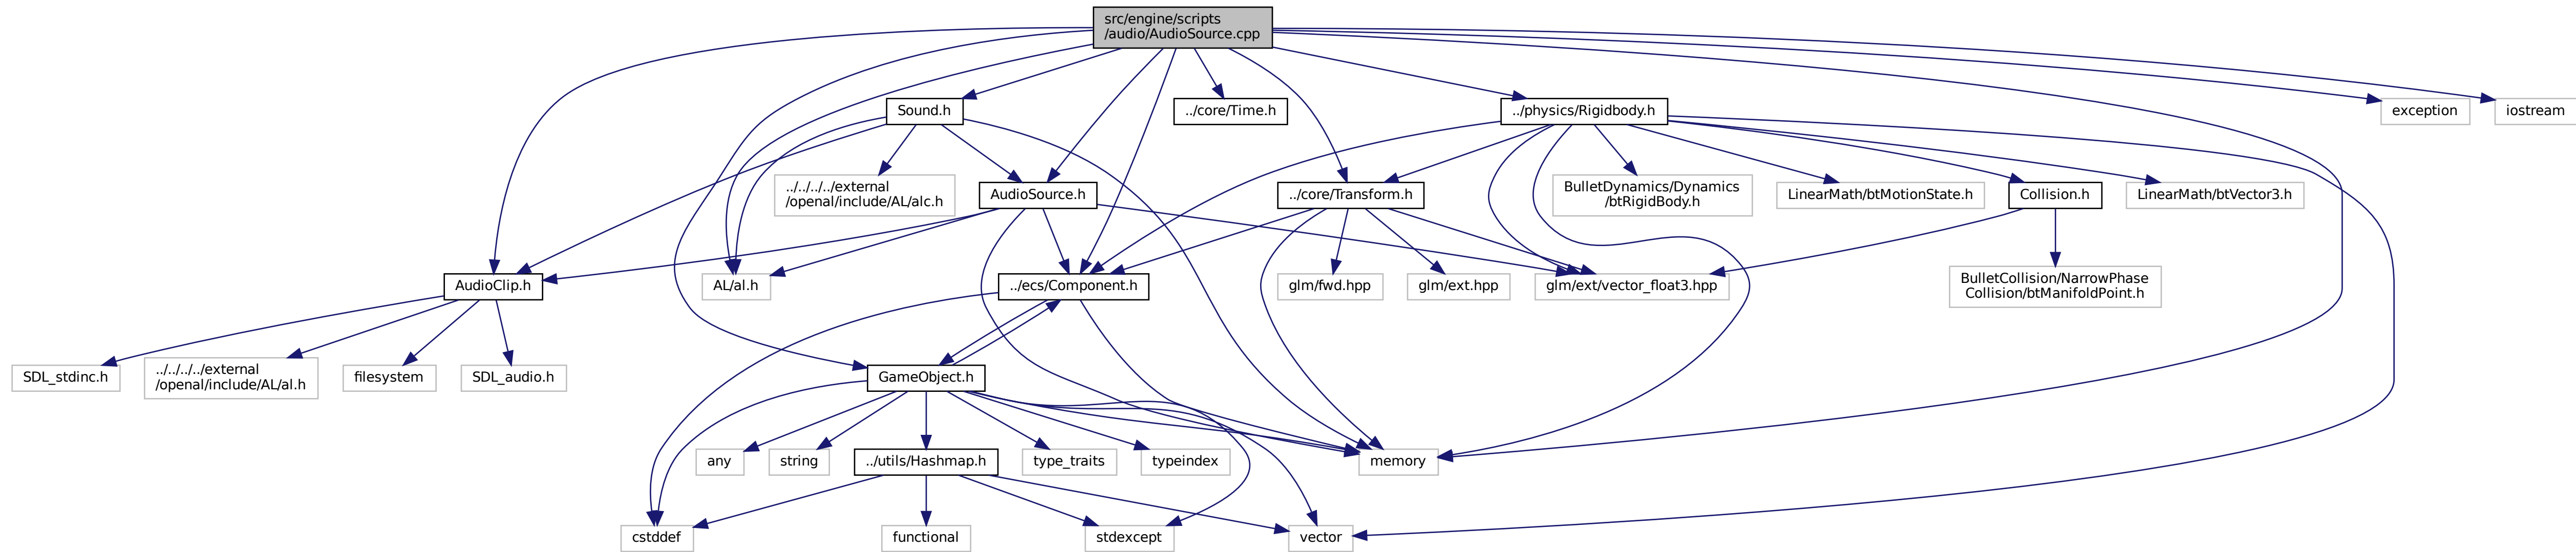 src/engine/scripts
/audio/AudioSource.cpp
Sound.h
../core/Time.h
../physics/Rigidbody.h
exception
iostream
../../../../external
/openal/include/AL/alc.h
AudioSource.h
../core/Transform.h
BulletDynamics/Dynamics
/btRigidBody.h
LinearMath/btMotionState.h
Collision.h
LinearMath/btVector3.h
AudioClip.h
AL/al.h
../ecs/Component.h
glm/fwd.hpp
glm/ext.hpp
glm/ext/vector_float3.hpp
BulletCollision/NarrowPhase
Collision/btManifoldPoint.h
SDL_stdinc.h
../../../../external
/openal/include/AL/al.h
filesystem
SDL_audio.h
GameObject.h
any
string
../utils/Hashmap.h
type_traits
typeindex
memory
cstddef
functional
stdexcept
vector